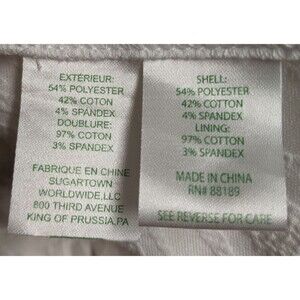 EXTÉRIEUR:
54% POLYESTER
42% COTON
4% SPANDEX
DOUBLURE:
97% COTON
3% SPANDEX
FABRIQUE EN CHINE
SUGARTOWN
WORLDWIDE,LLC
800 THIRD AVENUE
KING OF PRUSSIA,PA
SHELL:
54% POLYESTER
42% COTTON
4% SPANDEX
LINING:
97% COTTON
3% SPANDEX
MADE IN CHINA
RN# 88189
SEE REVERSE FOR CARE